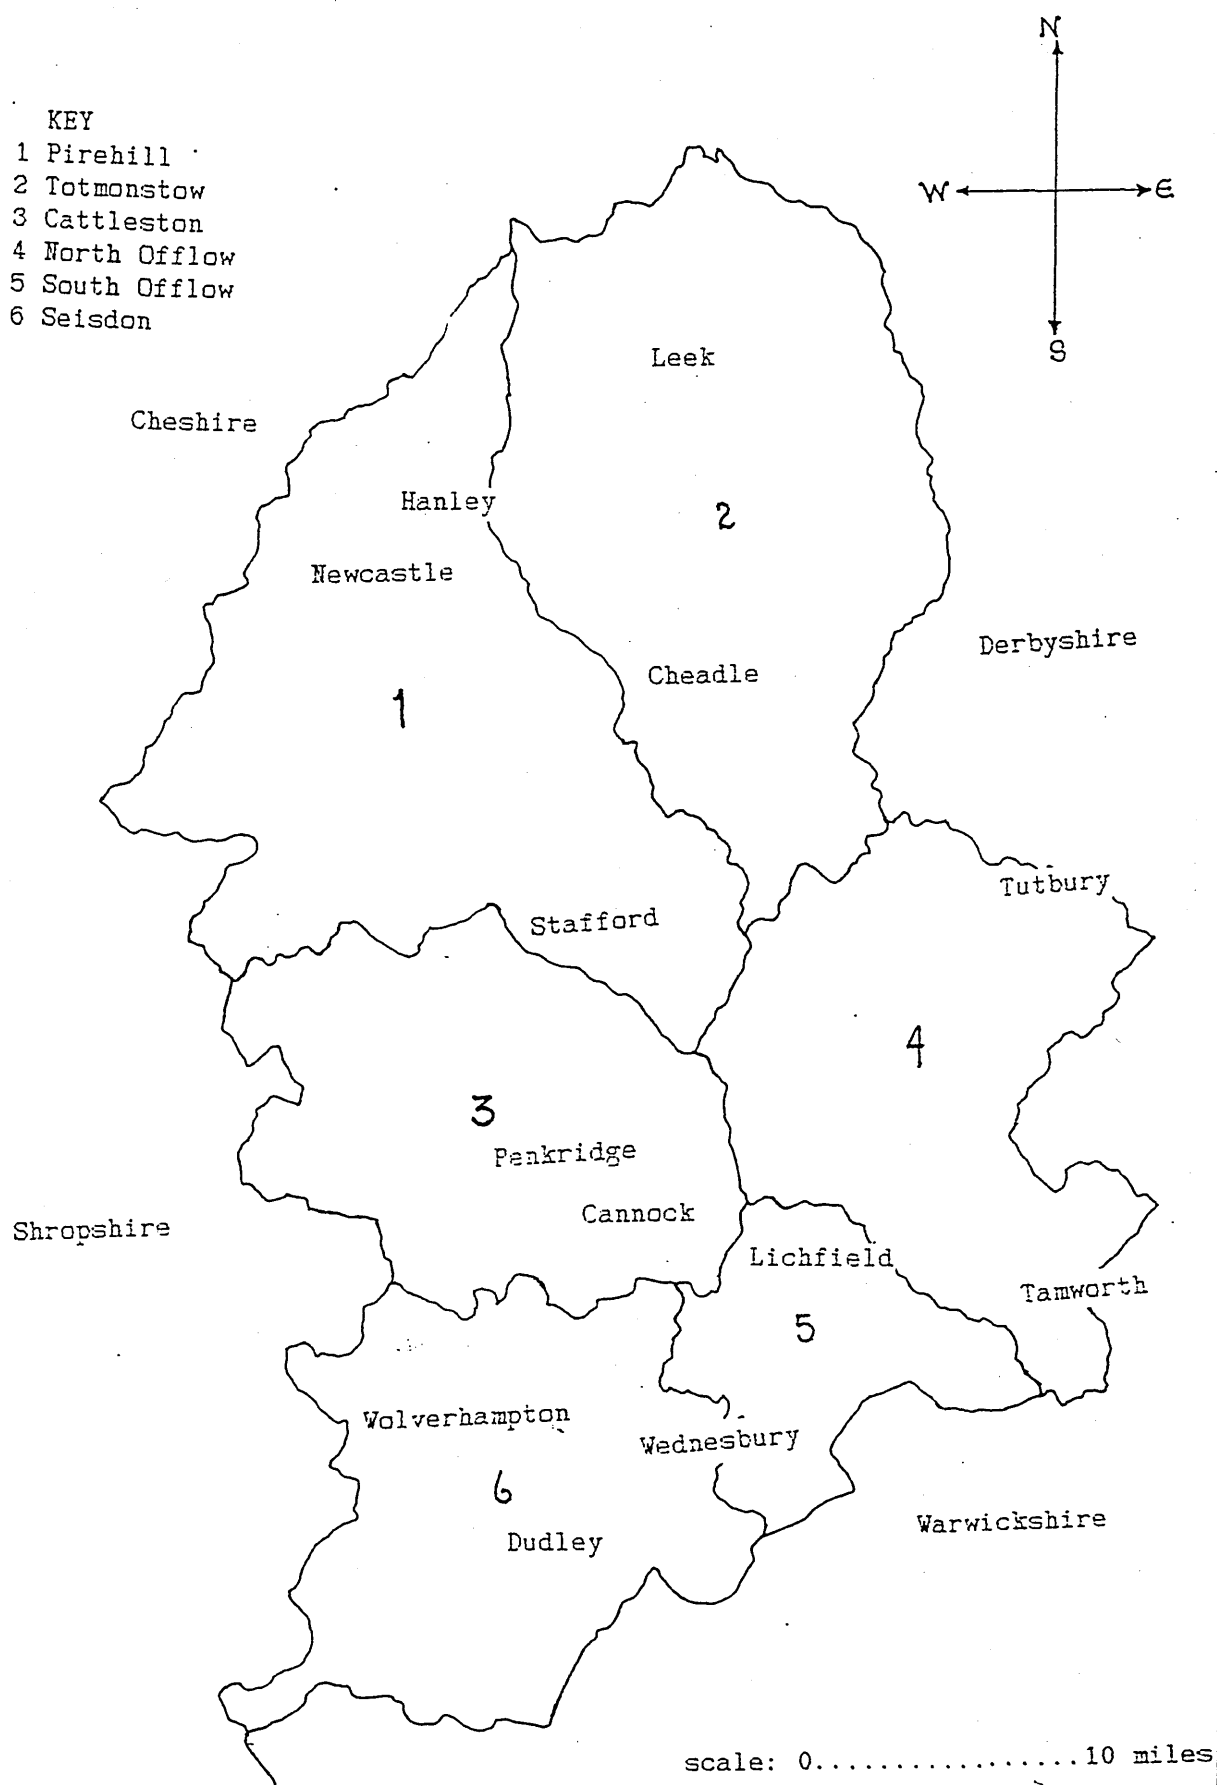 N
KEY
1 Pirehill
2 Totmonstow
W E
3 Cattleston
4 North Offlow
5 South Offlow
6 Seisdon
S
Leek
Cheshire
Hanley
2
Newcastle
Derbyshire
Cheadle
1
Tutbury
Stafford
4
3
Penkridge
Cannock
Shropshire
Lichfield
Tamworth
5
Wolverhampton
Wednesbury
6
Warwickshire
Dudley
scale: 0.................10 miles